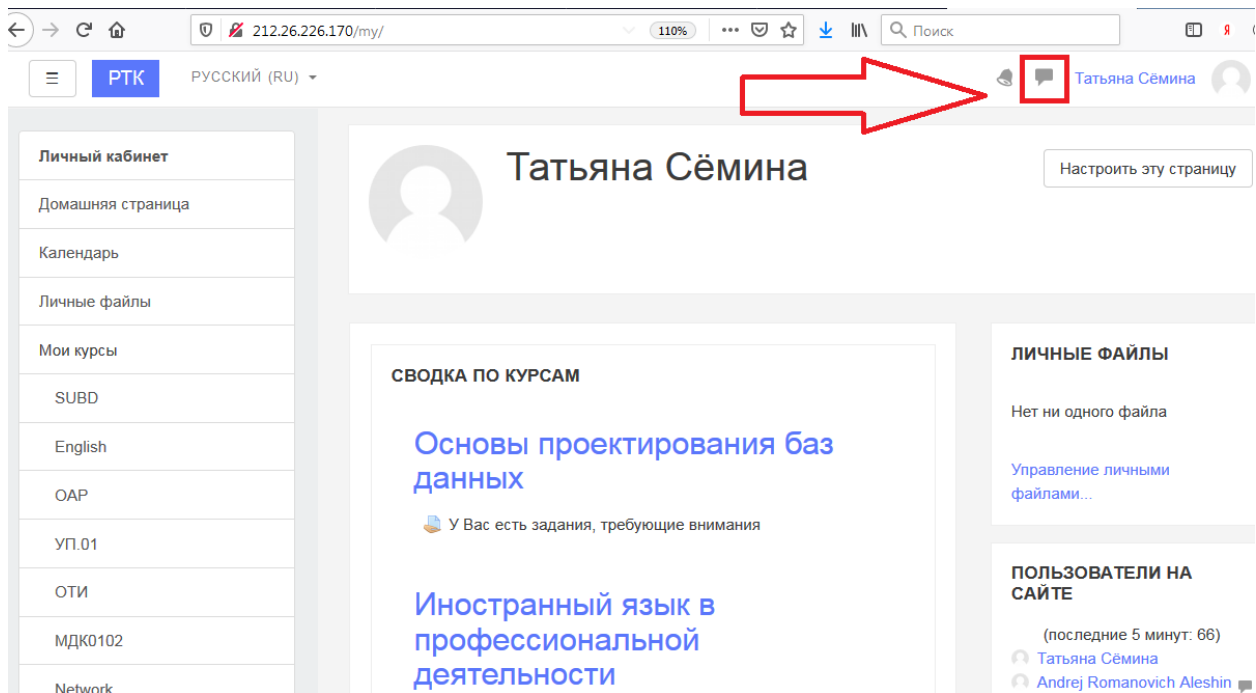 212.26.226.170/my/
110%
Поиск
РТК
РУССКИЙ (RU)
Татьяна Сёмина
Личный кабинет
Домашняя страница
Календарь
Личные файлы
Мои курсы
SUBD
English
ОАР
УП.01
ОТИ
МДК0102
Network
Татьяна Сёмина
Настроить эту страницу
СВОДКА ПО КУРСАМ
Основы проектирования баз
данных
У Вас есть задания, требующие внимания
Иностранный язык в
профессиональной
деятельности
ЛИЧНЫЕ ФАЙЛЫ
Нет ни одного файла
Управление личными
файлами...
ПОЛЬЗОВАТЕЛИ НА
САЙТЕ
(последние 5 минут: 66)
Татьяна Сёмина
Andrej Romanovich Aleshin